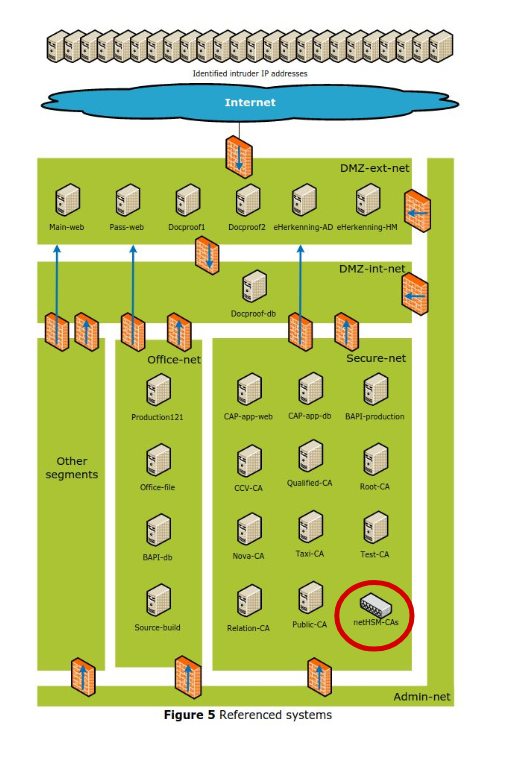 Identified intruder IP addresses
Internet
DMZ-ext-net
Main-web
Pass-web
Docproof1
Docproof2
eHerkenning-AD
eHerkenning-HM
DMZ-int-net
Docproof-db
Office-net
Secure-net
Production121
CAP-app-web
CAP-app-db
BAPI-production
Other
segments
Office-file
CCV-CA
Qualified-CA
Root-CA
BAPI-db
Nova-CA
Taxi-CA
Test-CA
Source-build
Relation-CA
Public-CA
netHSM-CAs
Admin-net
Figure 5 Referenced systems